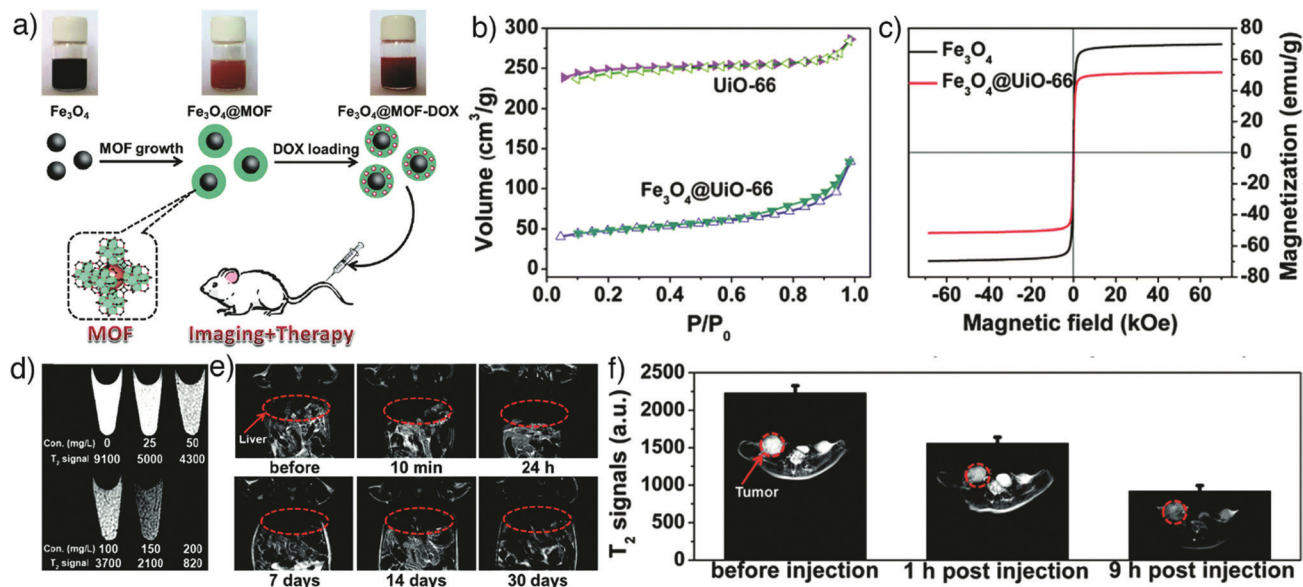 a)
Fe3O4
Fe3O4@MOF
Fe3O4@MOF-DOX
MOF growth
DOX loading
MOF
Imaging+Therapy
b)
300
250
200
150
100
50
0
Volume (cm³/g)
UiO-66
Fe3O4@UiO-66
0.0 0.2 0.4 0.6 0.8 1.0
P/P0
c)
Fe3O4
Fe3O4@UiO-66
80
60
40
20
0
-20
-40
-60
-80
Magnetization (emu/g)
-60 -40 -20 0 20 40 60
Magnetic field (kOe)
d)
Con. (mg/L) 0 25 50
T2 signal 9100 5000 4300
Con. (mg/L) 100 150 200
T2 signal 3700 2100 820
e)
Liver
before 10 min 24 h
7 days 14 days 30 days
f)
2500
2000
1500
1000
500
0
T2 signals (a.u.)
Tumor
before injection 1 h post injection 9 h post injection